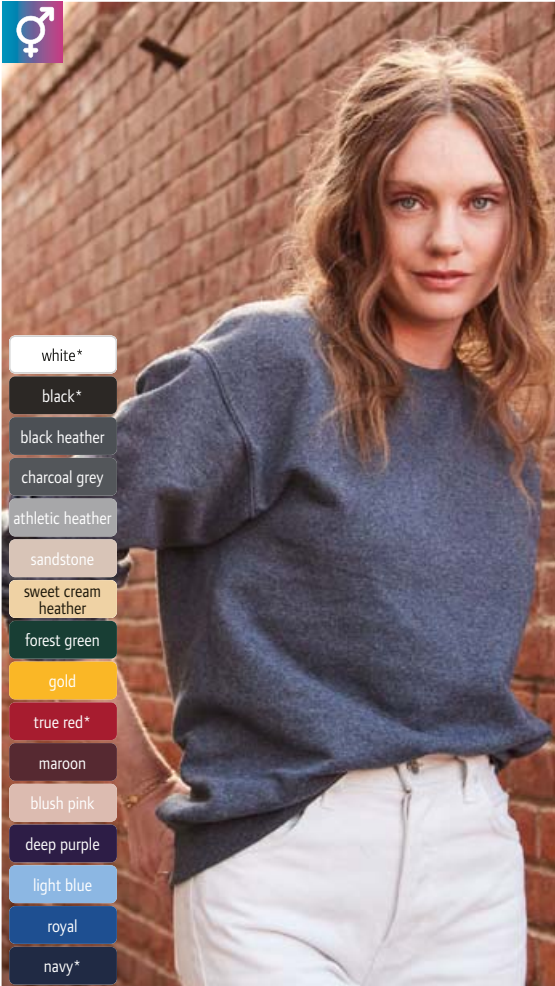 white*
black*
black heather
charcoal grey
athletic heather
sandstone
sweet cream
heather
forest green
gold
true red*
maroon
blush pink
deep purple
light blue
royal
navy*